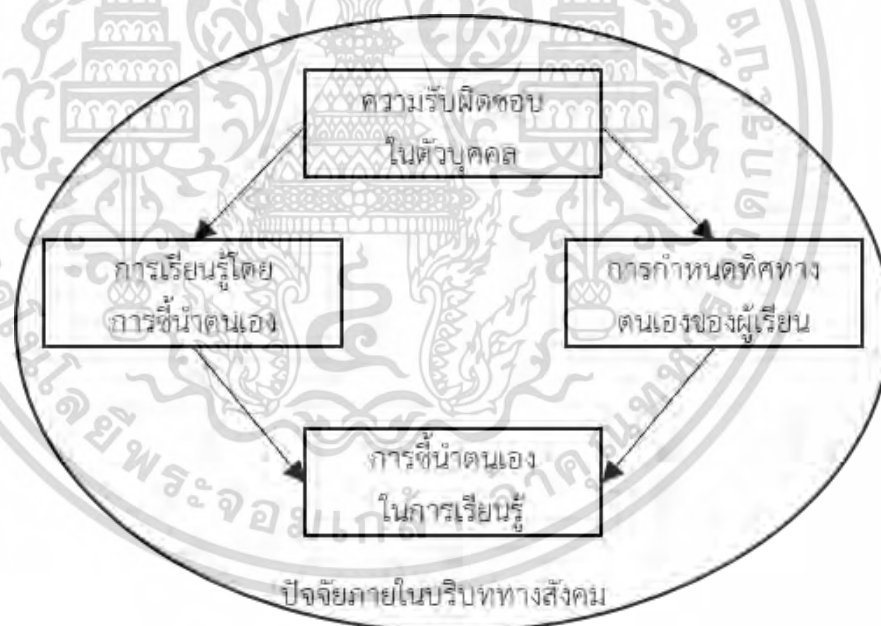 ความรับผิดชอบ
ในตัวบุคคล
การเรียนรู้โดย
การชี้นำตนเอง
การกำหนดทิศทาง
ตนเองของผู้เรียน
การชี้นำตนเอง
ในการเรียนรู้
ปัจจัยภายในบริบททางสังคม